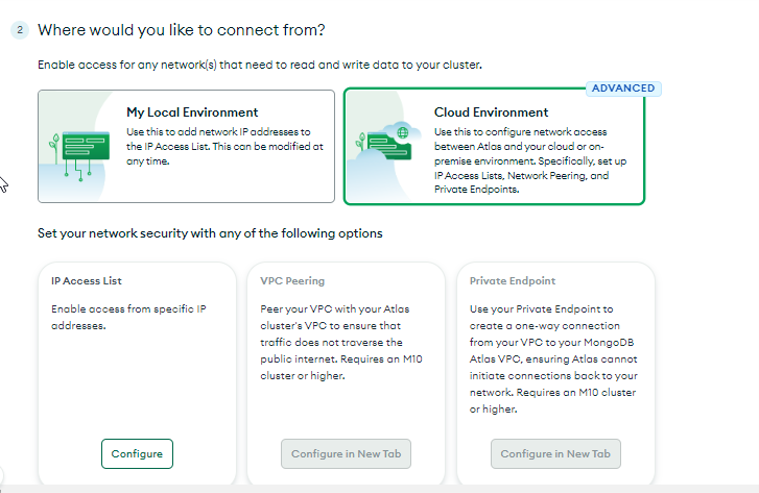 2 Where would you like to connect from?
Enable access for any network(s) that need to read and write data to your cluster.
ADVANCED
My Local Environment
Use this to add network IP addresses to
the IP Access List. This can be modified at
any time.
Cloud Environment
Use this to configure network access
between Atlas and your cloud or on-
premise environment. Specifically, set up
IP Access Lists, Network Peering, and
Private Endpoints.
Set your network security with any of the following options
IP Access List
Enable access from specific IP
addresses.
Configure
VPC Peering
Peer your VPC with your Atlas
cluster's VPC to ensure that
traffic does not traverse the
public internet. Requires an M10
cluster or higher.
Configure in New Tab
Private Endpoint
Use your Private Endpoint to
create a one-way connection
from your VPC to your MongoDB
Atlas VPC, ensuring Atlas cannot
initiate connections back to your
network. Requires an M10 cluster
or higher.
Configure in New Tab